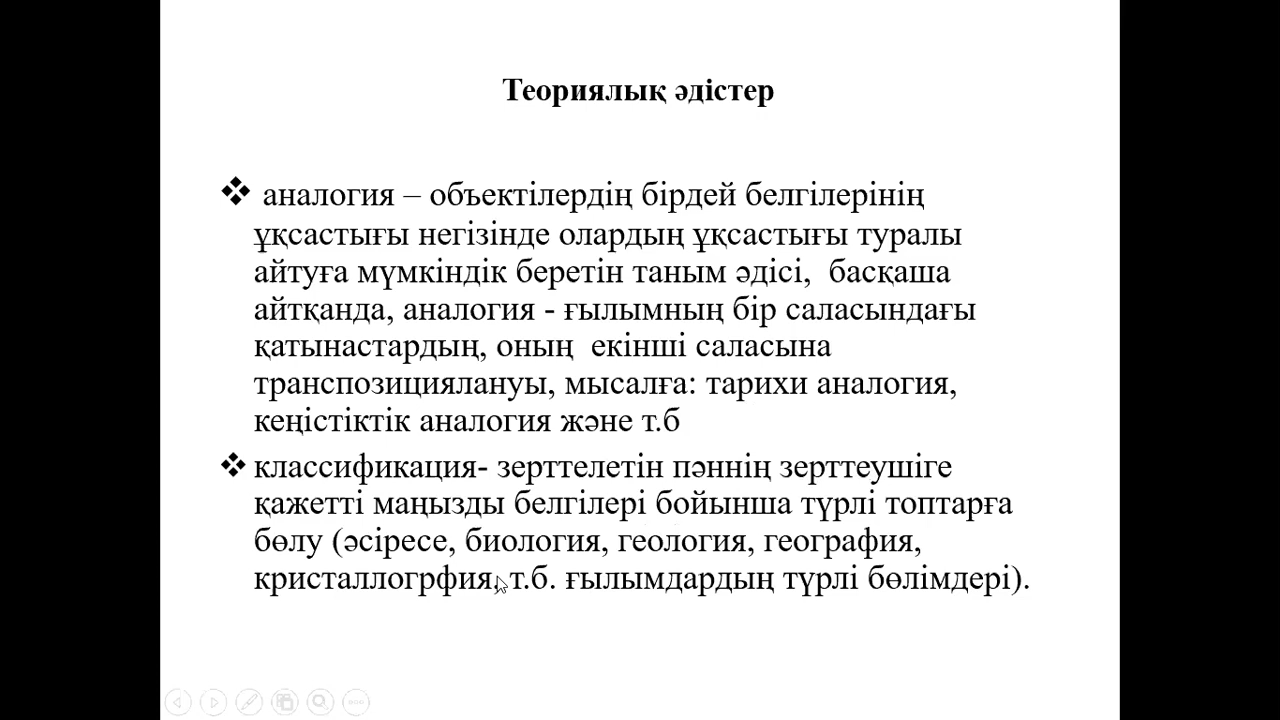 Теориялық әдістер
❖ аналогия – объектілердің бірдей белгілерінің
ұқсастығы негізінде олардың ұқсастығы туралы
айтуға мүмкіндік беретін таным әдісі, басқаша
айтқанда, аналогия - ғылымның бір саласындағы
қатынастардың, оның екінші саласына
транспозициялануы, мысалға: тарихи аналогия,
кеңістіктік аналогия және т.б
❖ классификация- зерттелетін пәннің зерттеушіге
қажетті маңызды белгілері бойынша түрлі топтарға
бөлу (әсіресе, биология, геология, география,
кристаллогрфия, т.б. ғылымдардың түрлі бөлімдері).